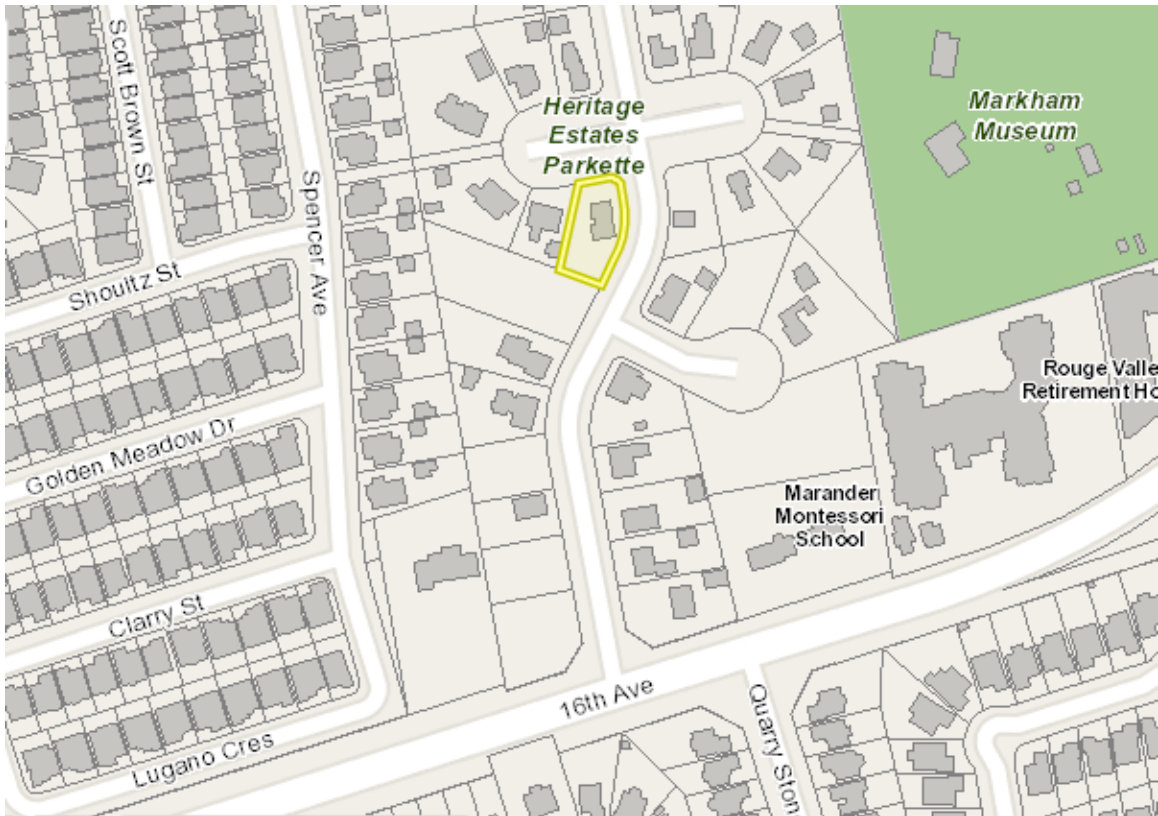 Scott Brown St
Heritage
Estates
Parkette
Markham
Museum
Spencer Ave
Shoultz St
Rouge Valle
Retirement Ho
Golden Meadow Dr
Marander
Montessori
School
Clarry St
16th Ave
Quarry Ston
Lugano Cres